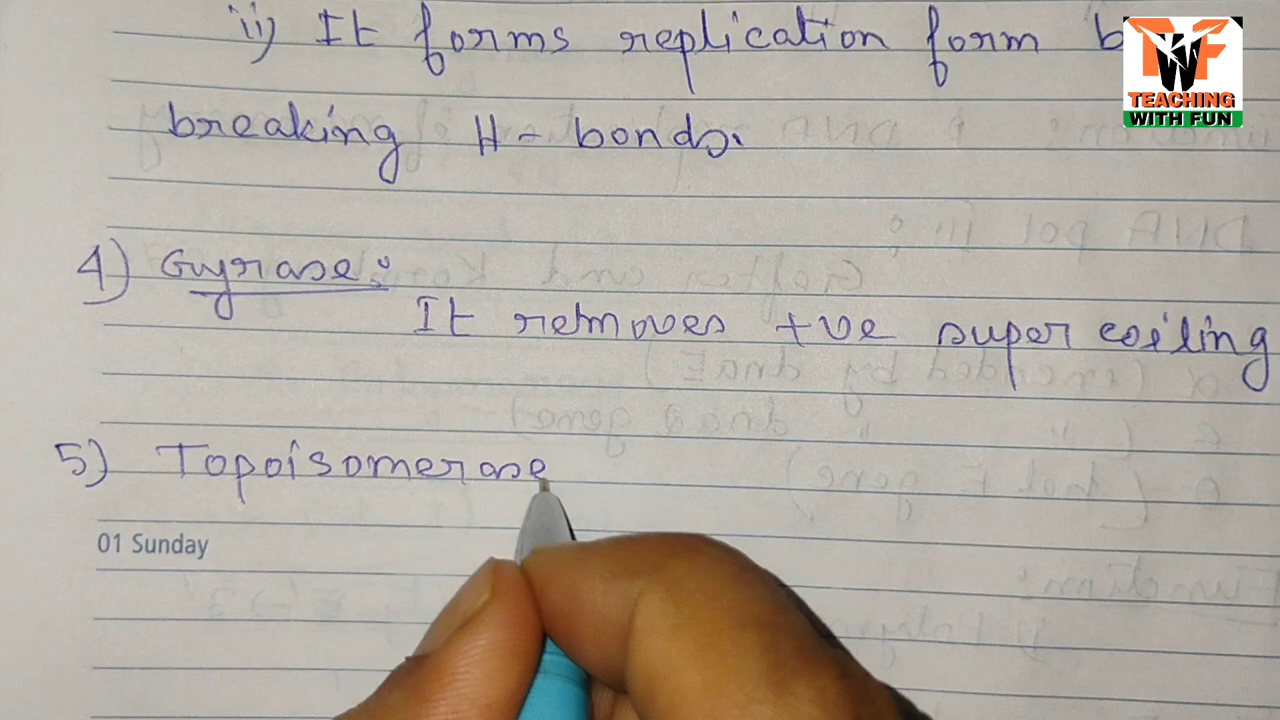 ii) It forms replication form b
breaking H-bonds.
4) Gyrase:
It removes +ve super coiling
5) Topoisomerase
01 Sunday
TWF
TEACHING
WITH FUN